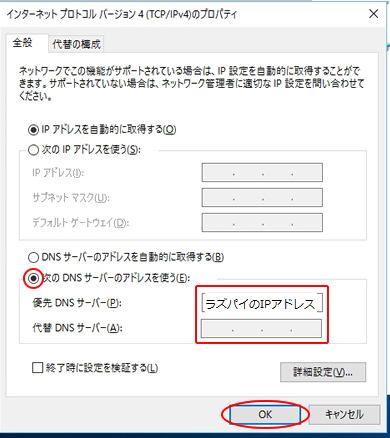 インターネット プロトコル バージョン 4 (TCP/IPv4)のプロパティ
全般 代替の構成
ネットワークでこの機能がサポートされている場合は、IP 設定を自動的に取得することがで
きます。サポートされていない場合は、ネットワーク管理者に適切な IP 設定を問い合わせて
ください。
IP アドレスを自動的に取得する(O)
次の IP アドレスを使う(S):
IP アドレス(I):
サブネット マスク(U):
デフォルト ゲートウェイ(D):
DNS サーバーのアドレスを自動的に取得する(B)
次の DNS サーバーのアドレスを使う(E):
優先 DNS サーバー(P): ラズパイのIPアドレス
代替 DNS サーバー(A):
終了時に設定を検証する(L)
詳細設定(V)...
OK キャンセル